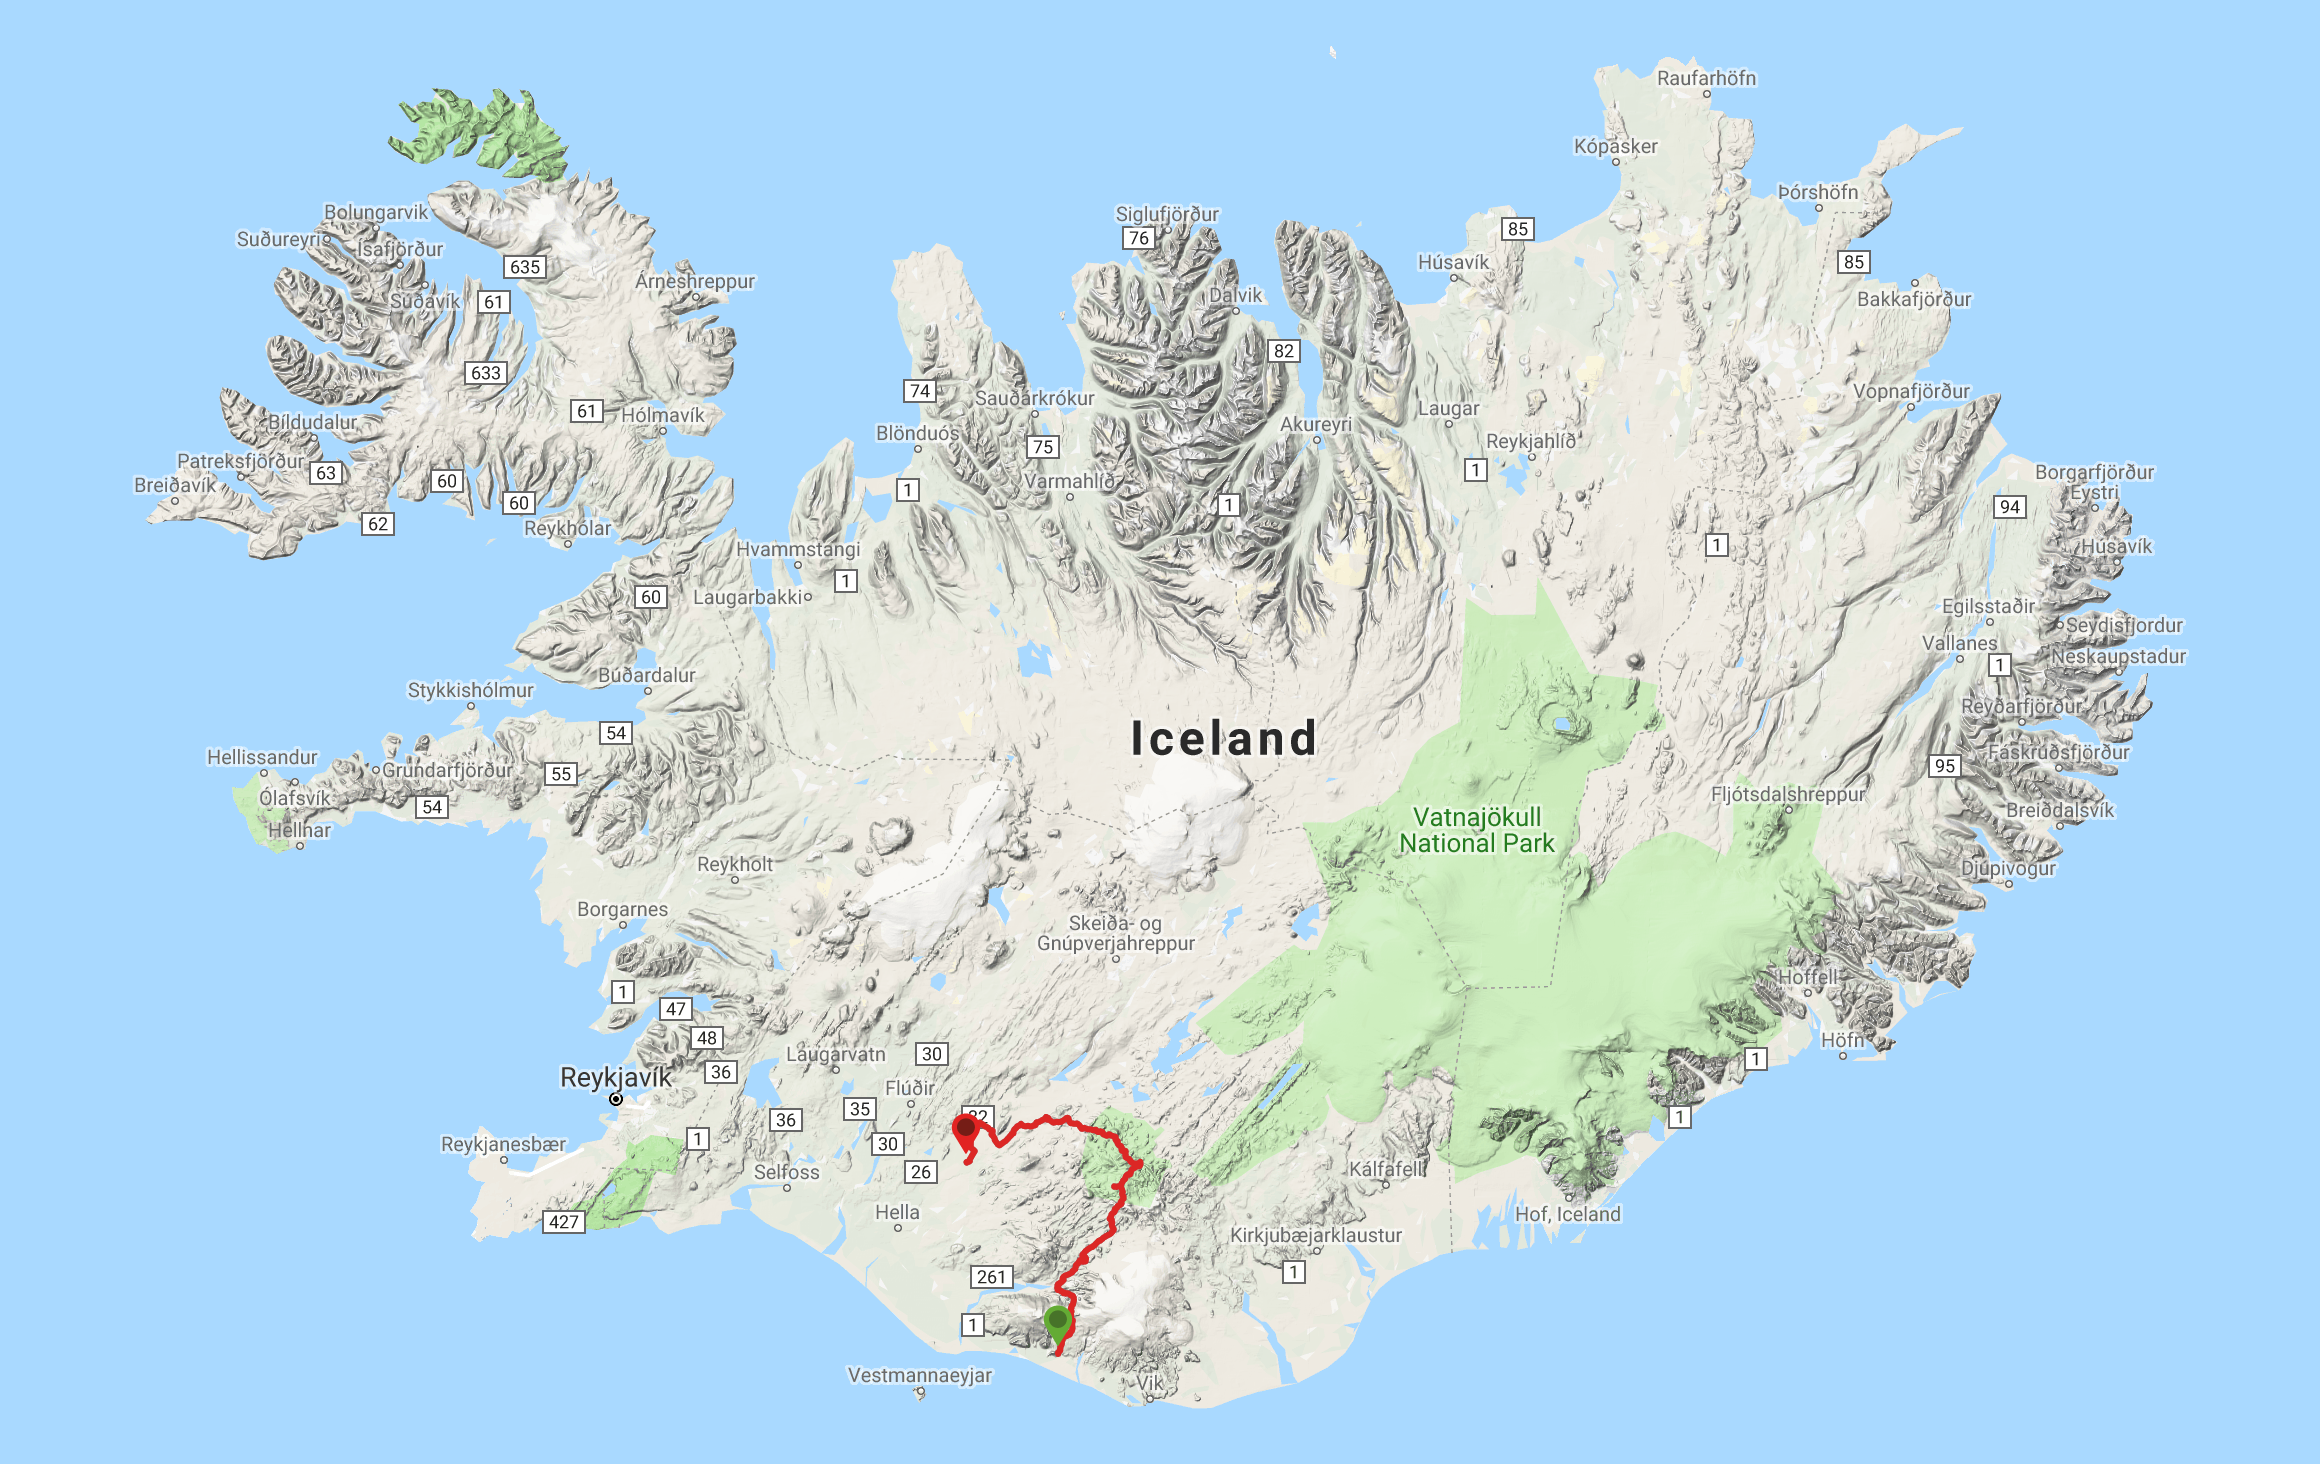 Raufarhöfn
Kópasker
Þórshöfn
Bolungarvik
Siglufjörður
85
Suðureyri
76
Ísafjörður
635
Húsavík
85
Árneshreppur
61
Súðavík
Dalvik
Bakkafjörður
82
633
74
Sauðárkrókur
Vopnafjörður
61
Hólmavík
Laugar
Bíldudalur
Akureyri
Blönduós
75
Reykjahlíð
Patreksfjörður
63
1
Borgarfjörður
Eystri
Breiðavík
60
Varmahlíð
1
60
1
94
62
Reykhólar
Hvammstangi
1
Húsavík
1
60
Laugarbakki
Egilsstaðir
Seydisfjordur
Vallanes
Neskaupstadur
1
Búðardalur
Stykkishólmur
Reyðarfjörður
54
Iceland
Hellissandur
Fáskrúðsfjörður
Grundarfjörður
55
95
Ólafsvík
54
Fljótsdalshreppur
Breiðdalsvík
Vatnajökull
National Park
Hellnar
Reykholt
Djúpivogur
Borgarnes
Skeiða- og
Gnúpverjahreppur
Hoffell
1
47
48
Höfn
Laugarvatn
30
1
Reykjavík
36
Flúðir
35
32
36
1
1
Reykjanesbær
30
Selfoss
26
Kálfafell
Hella
427
Hof, Iceland
Kirkjubæjarklaustur
261
1
1
Vestmannaeyjar
Vik